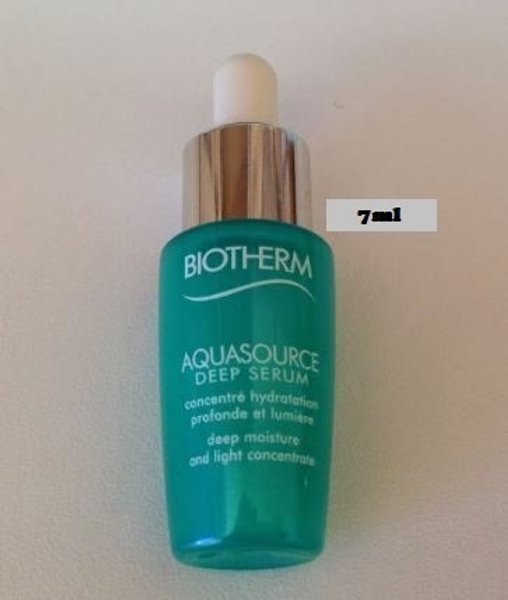 7ml
BIOTHERM
AQUASOURCE
DEEP SERUM
concentré hydratation
profonde et lumière
deep moisture
and light concentrate